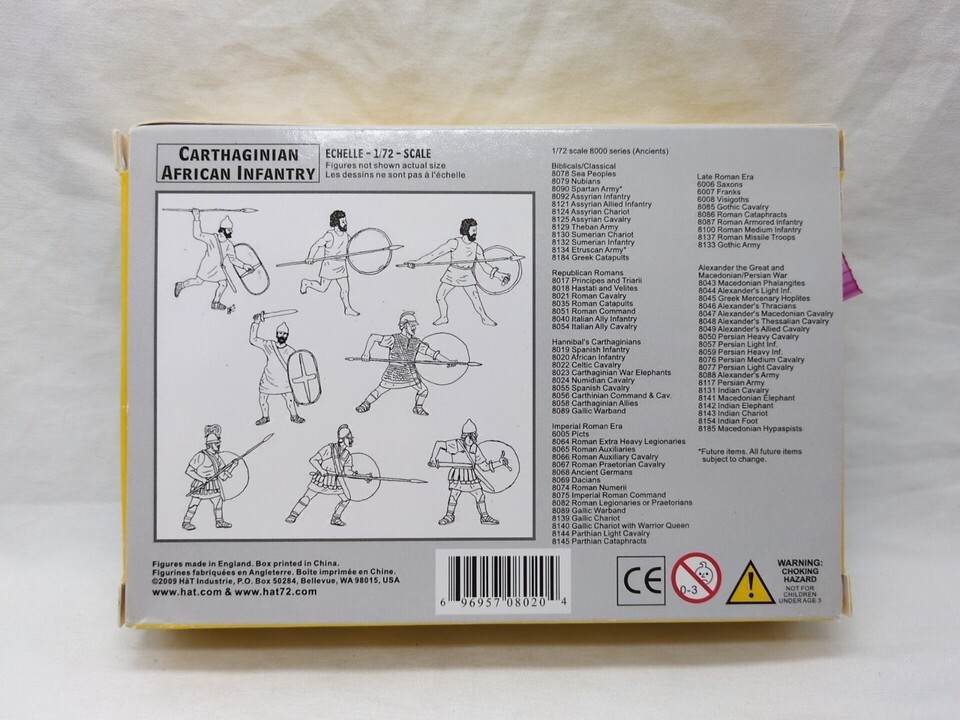 CARTHAGINIAN
AFRICAN INFANTRY
ECHELLE - 1/72 - SCALE
Figures not shown actual size
Les dessins ne sont pas à l'échelle
1/72 scale 8000 series (Ancients)
Biblicals/Classical
8078 Sea Peoples
8079 Nubians
8090 Spartan Army*
8092 Assyrian Infantry
8121 Assyrian Allied Infantry
8124 Assyrian Chariot
8125 Assyrian Cavalry
8129 Theban Army
8130 Sumerian Chariot
8132 Sumerian Infantry
8134 Etruscan Army*
8184 Greek Catapults
Republican Romans
8017 Principes and Triarii
8018 Hastati and Velites
8021 Roman Cavalry
8035 Roman Catapults
8051 Roman Command
8040 Italian Ally Infantry
8054 Italian Ally Cavalry
Hannibal's Carthaginians
8019 Spanish Infantry
8020 African Infantry
8022 Celtic Cavalry
8023 Carthaginian War Elephants
8024 Numidian Cavalry
8055 Spanish Cavalry
8056 Carthinian Command & Cav.
8058 Carthaginian Allies
8089 Gallic Warband
Imperial Roman Era
6005 Picts
8064 Roman Extra Heavy Legionaries
8065 Roman Auxiliaries
8066 Roman Auxiliary Cavalry
8067 Roman Praetorian Cavalry
8068 Ancient Germans
8069 Dacians
8074 Roman Numerii
8075 Imperial Roman Command
8082 Roman Legionaries or Praetorians
8089 Gallic Warband
8139 Gallic Chariot
8140 Gallic Chariot with Warrior Queen
8144 Parthian Light Cavalry
8145 Parthian Cataphracts
Late Roman Era
6006 Saxons
6007 Franks
6008 Visigoths
8085 Gothic Cavalry
8086 Roman Cataphracts
8087 Roman Armored Infantry
8100 Roman Medium Infantry
8137 Roman Missile Troops
8133 Gothic Army
Alexander the Great and
Macedonian/Persian War
8043 Macedonian Phalangites
8044 Alexander's Light Inf.
8045 Greek Mercenary Hoplites
8046 Alexander's Thracians
8047 Alexander's Macedonian Cavalry
8048 Alexander's Thessalian Cavalry
8049 Alexander's Allied Cavalry
8050 Persian Heavy Cavalry
8057 Persian Light Inf.
8059 Persian Heavy Inf.
8076 Persian Medium Cavalry
8077 Persian Light Cavalry
8088 Alexander's Army
8117 Persian Army
8131 Indian Cavalry
8141 Macedonian Elephant
8142 Indian Elephant
8143 Indian Chariot
8154 Indian Foot
8185 Macedonian Hypaspists
*Future items. All future items
subject to change.
Figures made in England. Box printed in China.
Figurines fabriquées en Angleterre. Boîte imprimée en Chine.
©2009 HäT Industrie, P.O. Box 50284, Bellevue, WA 98015, USA
www.hat.com & www.hat72.com
6 96957 08020 4
CE
0-3
WARNING:
CHOKING
HAZARD
NOT FOR
CHILDREN
UNDER AGE 3